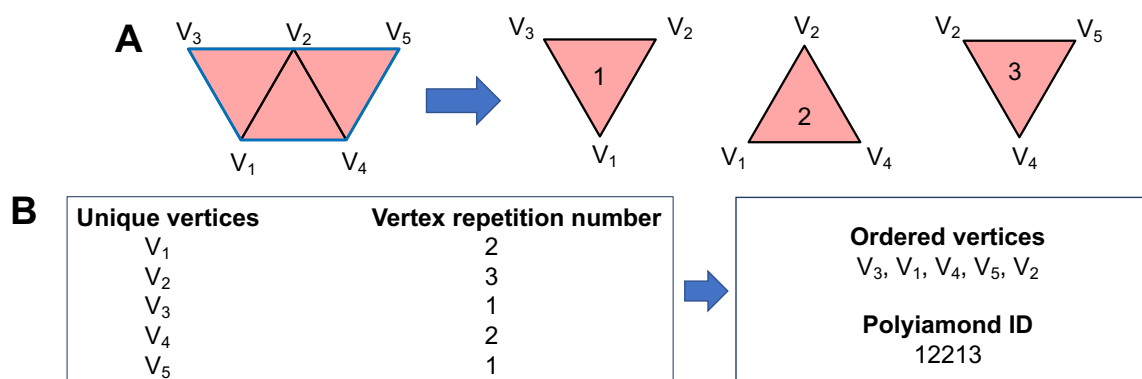 A
V₃ V₂ V₅
V₁ V₄
V₃ V₂
1
V₁
V₂
2
V₁ V₄
V₂ V₅
3
V₄
B
Unique vertices Vertex repetition number
V₁ 2
V₂ 3
V₃ 1
V₄ 2
V₅ 1
Ordered vertices
V₃, V₁, V₄, V₅, V₂
Polyiamond ID
12213